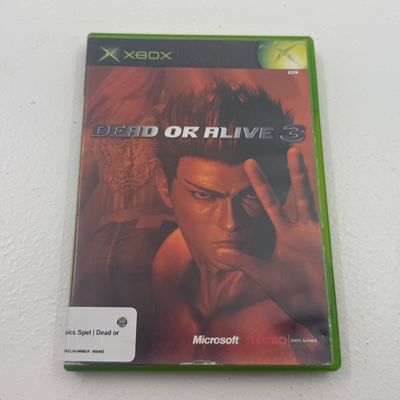 XBOX
DEAD OR ALIVE 3
sics Spel | Dead or
Microsoft TECMO